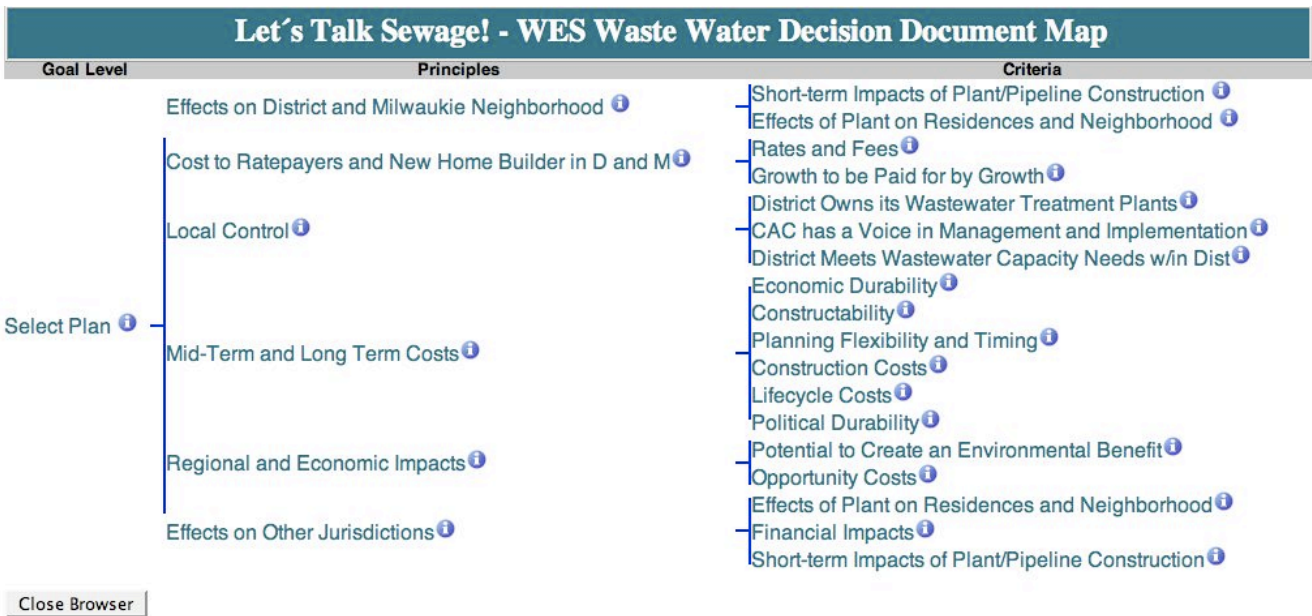 Let´s Talk Sewage! - WES Waste Water Decision Document Map
Goal Level Principles Criteria
Effects on District and Milwaukie Neighborhood
Short-term Impacts of Plant/Pipeline Construction
Effects of Plant on Residences and Neighborhood
Cost to Ratepayers and New Home Builder in D and M
Rates and Fees
Growth to be Paid for by Growth
Local Control
District Owns its Wastewater Treatment Plants
CAC has a Voice in Management and Implementation
District Meets Wastewater Capacity Needs w/in Dist
Select Plan
Mid-Term and Long Term Costs
Economic Durability
Constructability
Planning Flexibility and Timing
Construction Costs
Lifecycle Costs
Political Durability
Regional and Economic Impacts
Potential to Create an Environmental Benefit
Opportunity Costs
Effects on Other Jurisdictions
Effects of Plant on Residences and Neighborhood
Financial Impacts
Short-term Impacts of Plant/Pipeline Construction
Close Browser